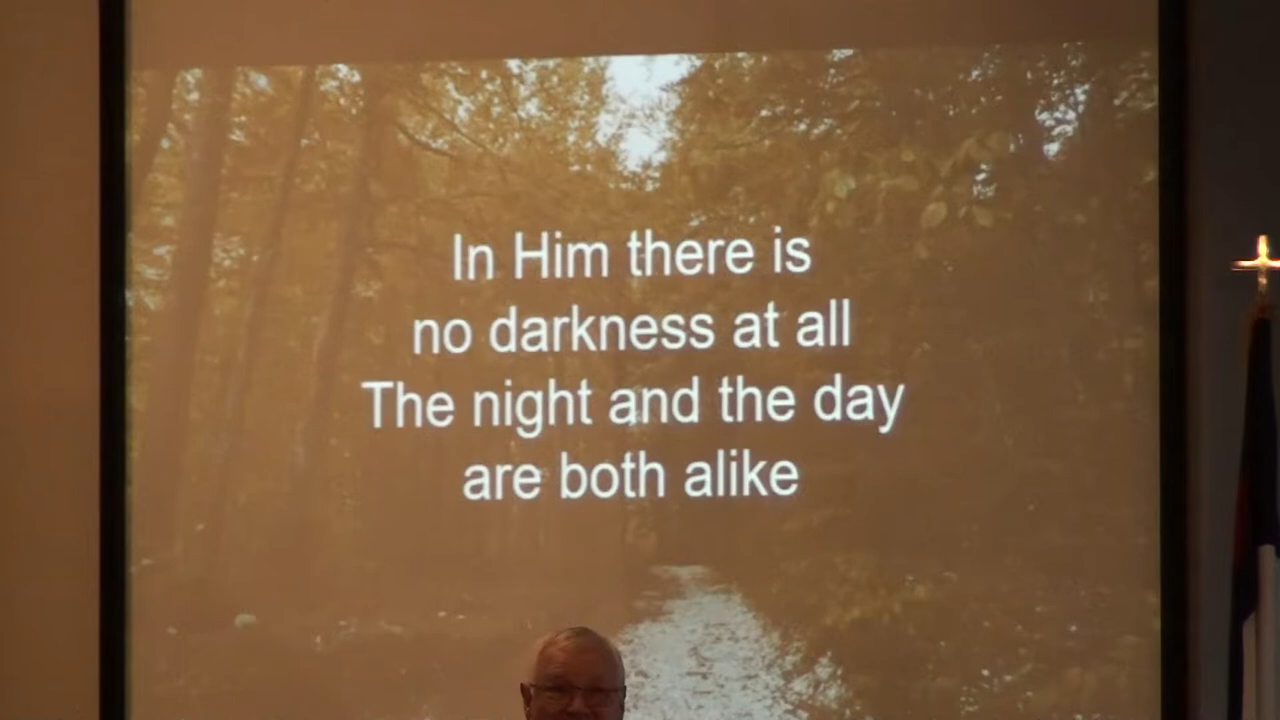 In Him there is
no darkness at all
The night and the day
are both alike